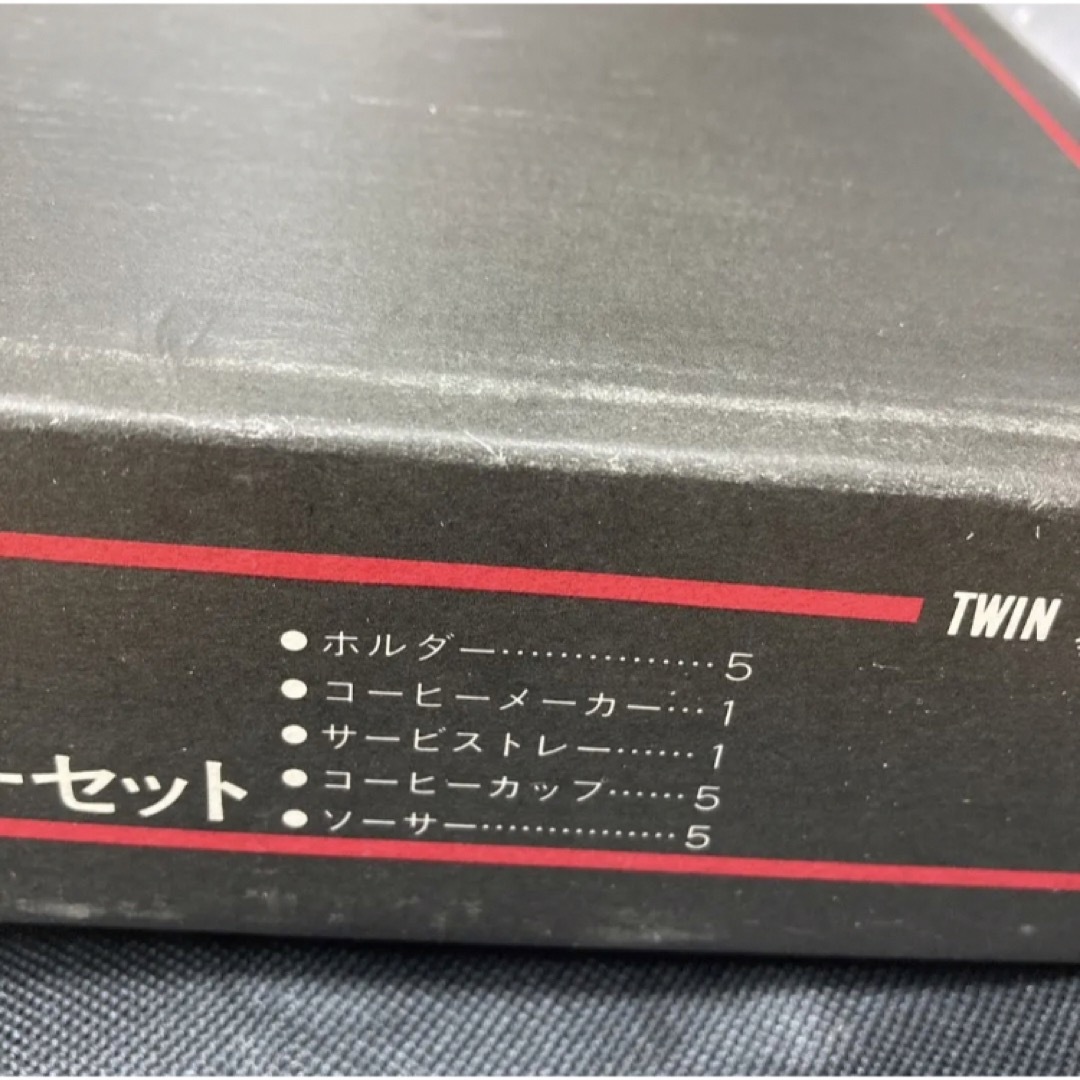 TWIN
●ホルダー……………5
●コーヒーメーカー…1
●サービストレー……1
●コーヒーカップ……5
●ソーサー……………5
ーセット